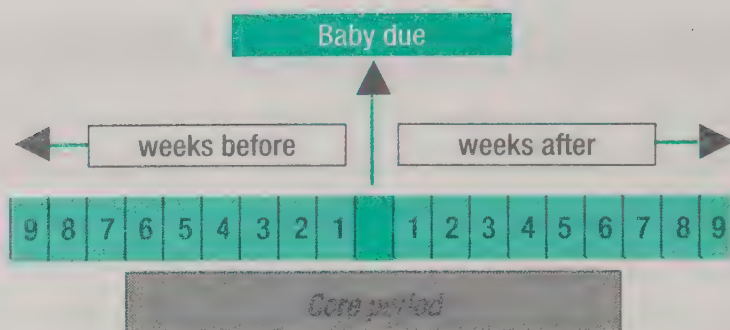 Baby due
weeks before weeks after
9 8 7 6 5 4 3 2 1 1 2 3 4 5 6 7 8 9
Core period